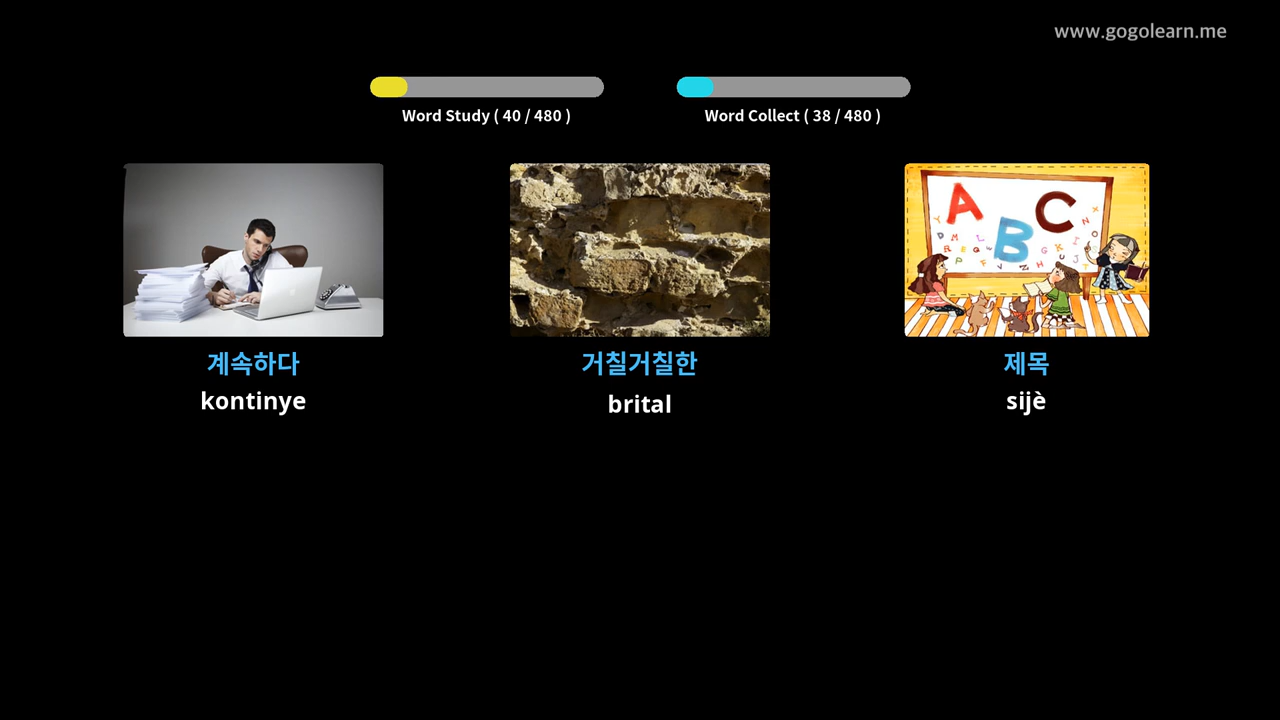 www.gogolearn.me
Word Study ( 40 / 480 )
Word Collect ( 38 / 480 )
A
B
C
계속하다
kontinye
거칠거칠한
brital
제목
sijè